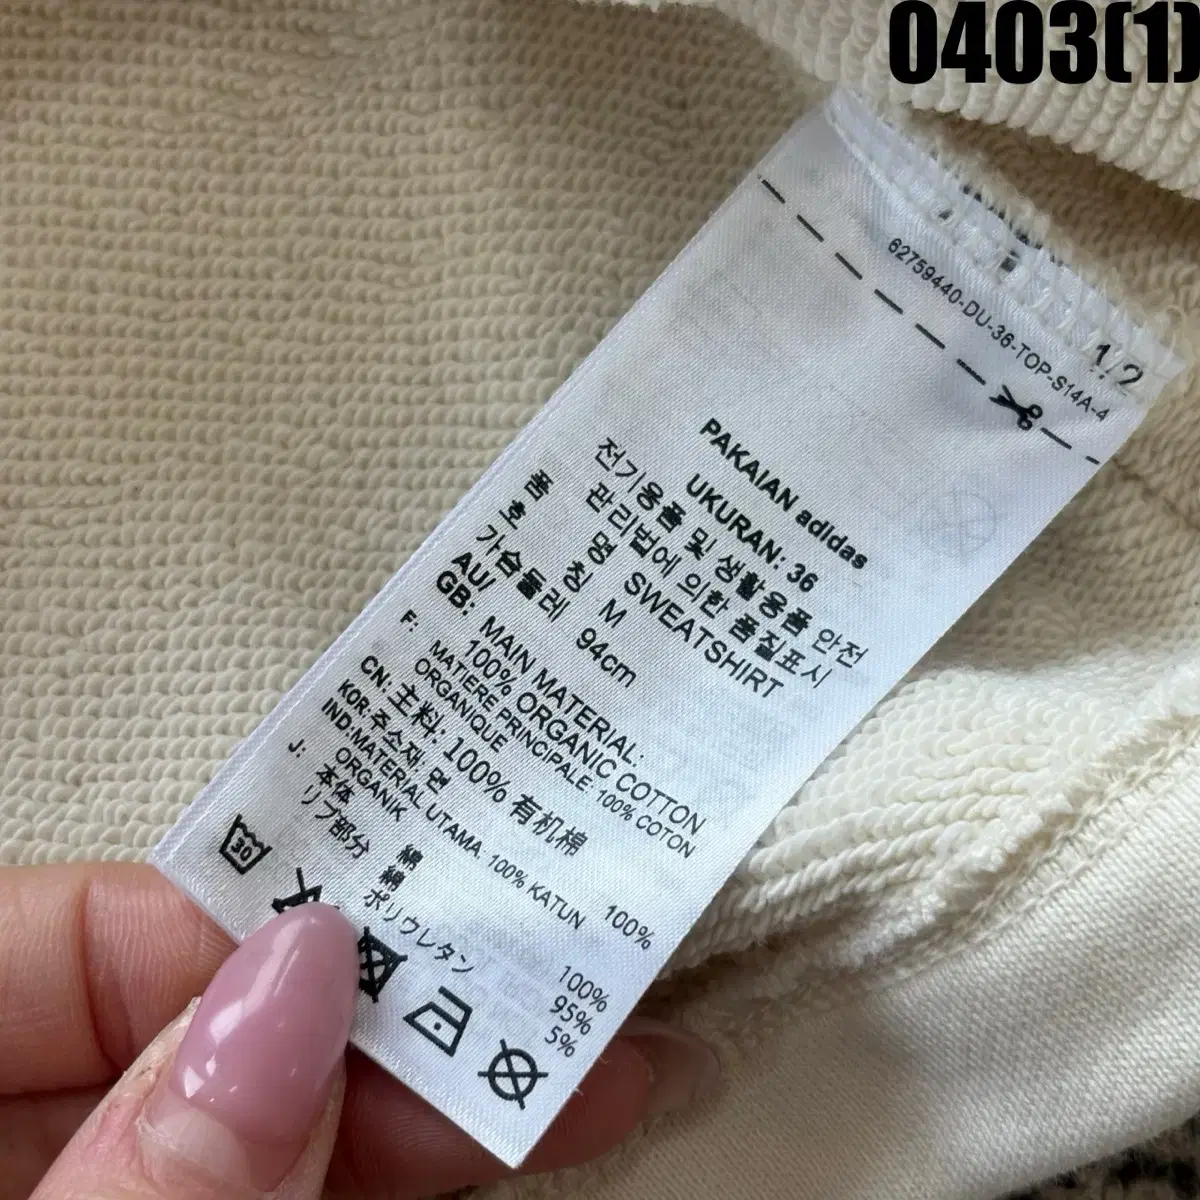 0403(1)
1/2
62759440-DU-36-TOP-S14A-4
PAKAIAN adidas
UKURAN: 36
전기용품 및 생활용품 안전
관리법에 의한 품질표시
품 명 SWEATSHIRT
호 칭 M
가슴둘레 94cm
AU/
GB: MAIN MATERIAL:
100% ORGANIC COTTON
F: MATIERE PRINCIPALE: 100% COTON
ORGANIQUE
CN: 主料: 100% 有机棉
KOR: 주소재 면
IND: MATERIAL UTAMA. 100% KATUN
ORGANIK
100%
J: 本体 綿 100%
リブ部分 綿 95%
ポリウレタン 5%
30